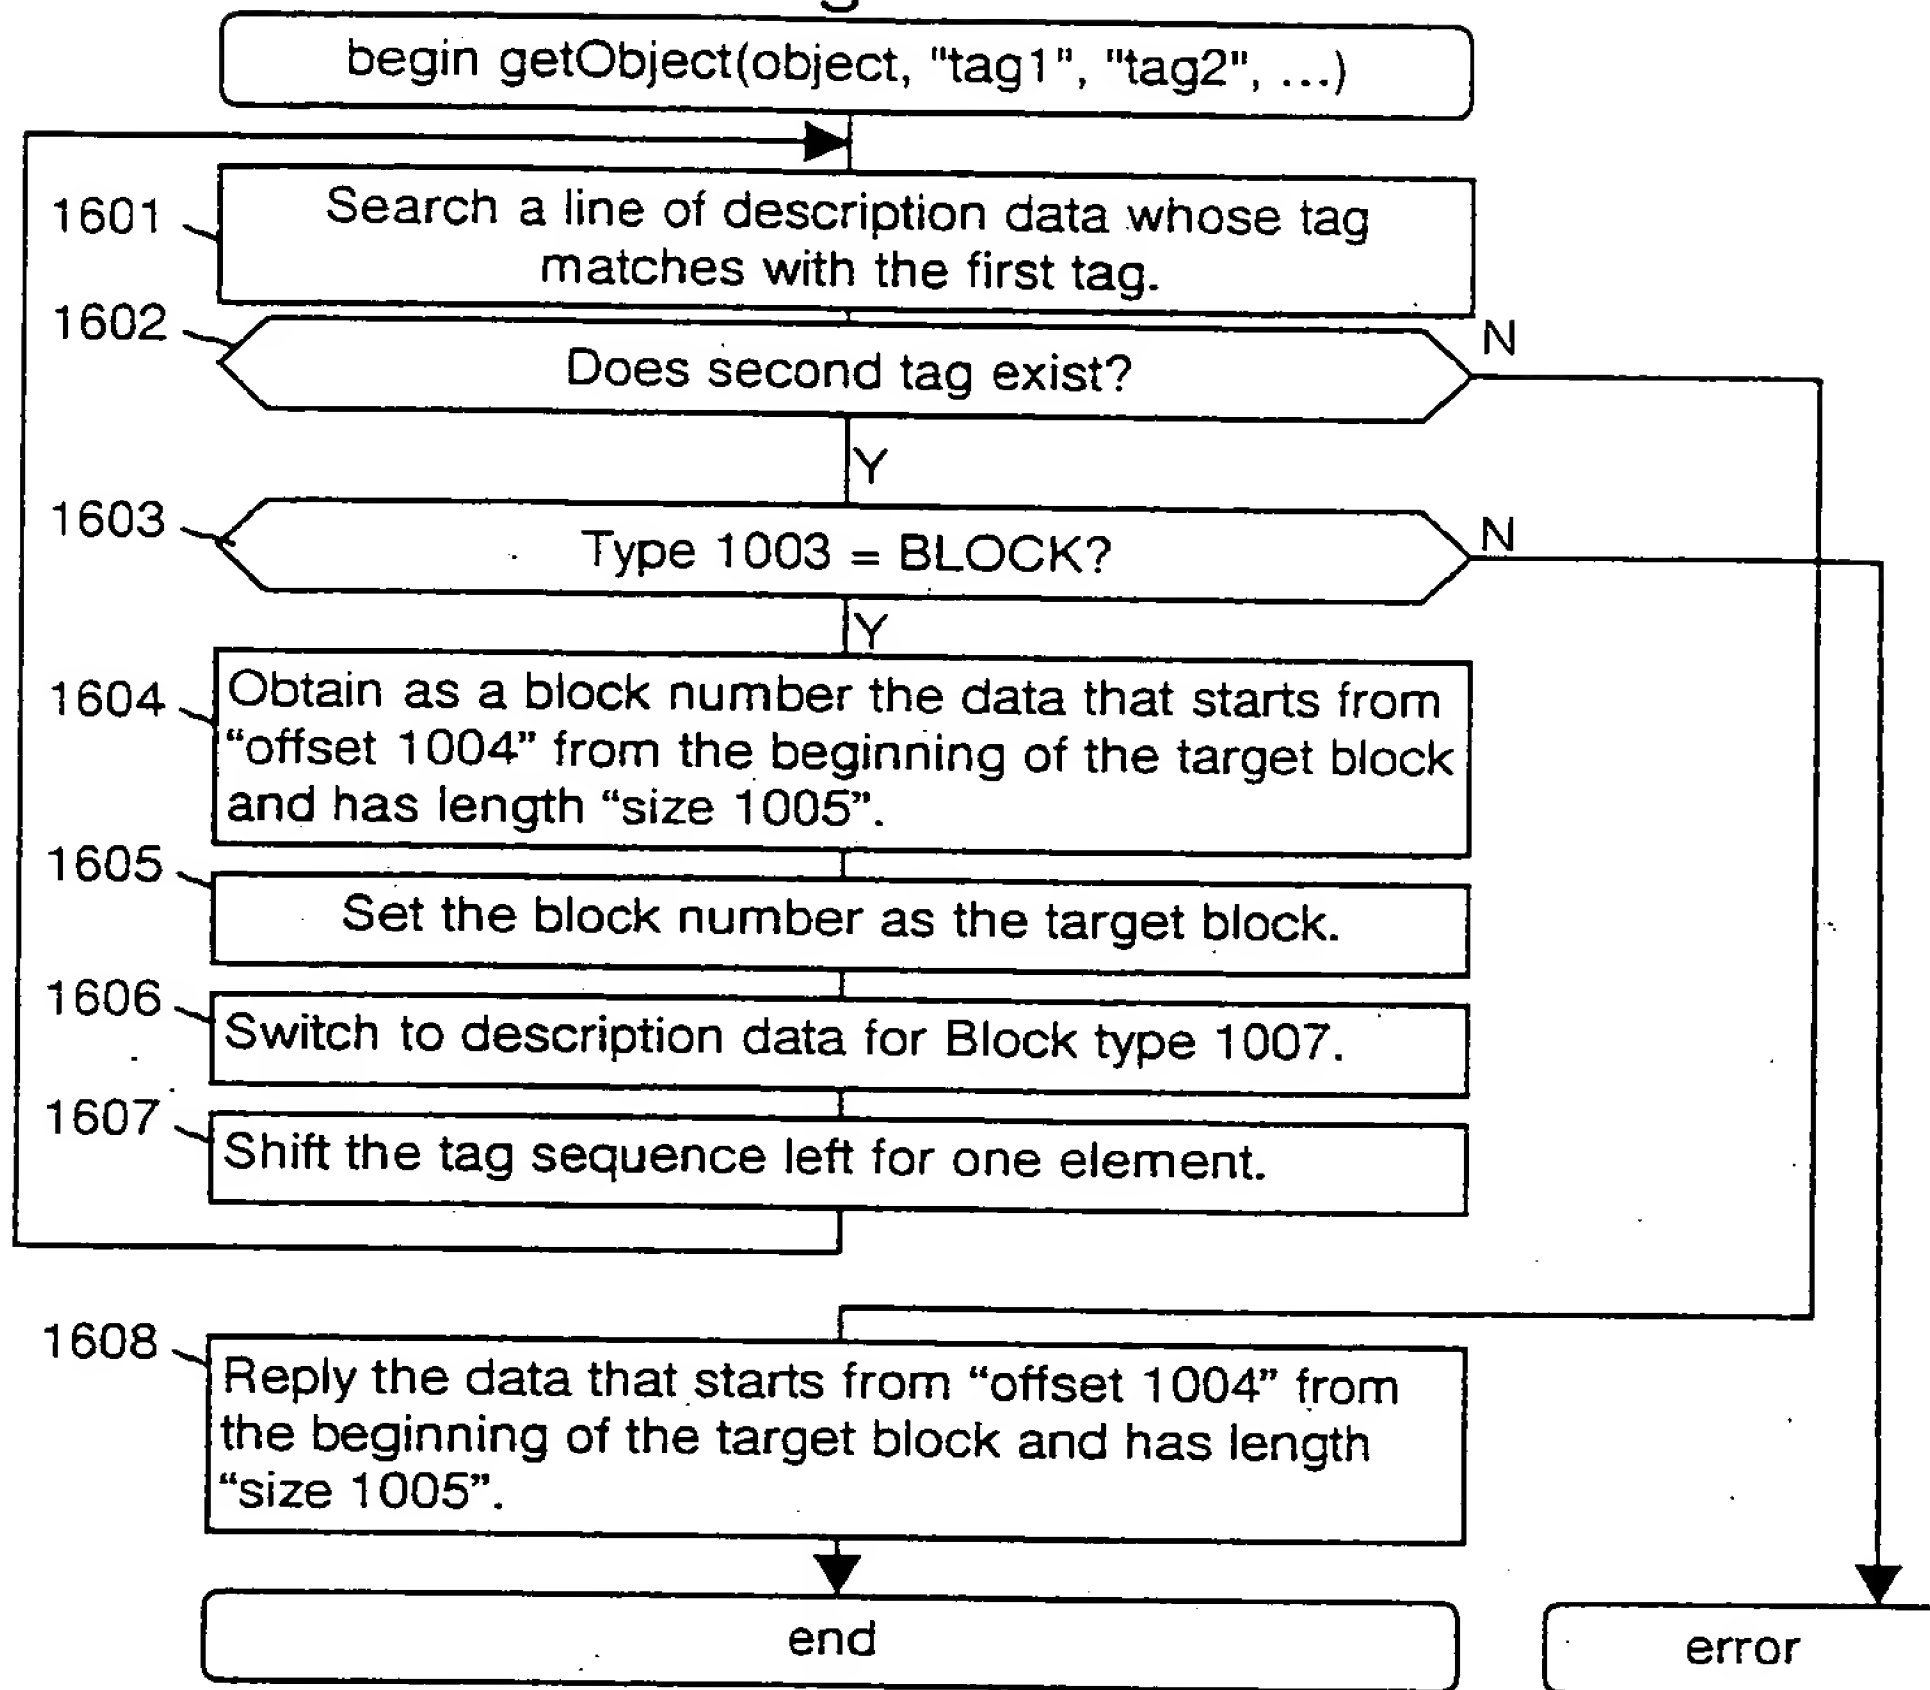 begin getObject(object, "tag1", "tag2", ...)
1601
Search a line of description data whose tag
matches with the first tag.
1602
Does second tag exist?
N
Y
1603
Type 1003 = BLOCK?
N
Y
1604
Obtain as a block number the data that starts from
“offset 1004” from the beginning of the target block
and has length “size 1005”.
1605
Set the block number as the target block.
1606
Switch to description data for Block type 1007.
1607
Shift the tag sequence left for one element.
1608
Reply the data that starts from “offset 1004” from
the beginning of the target block and has length
“size 1005”.
end
error